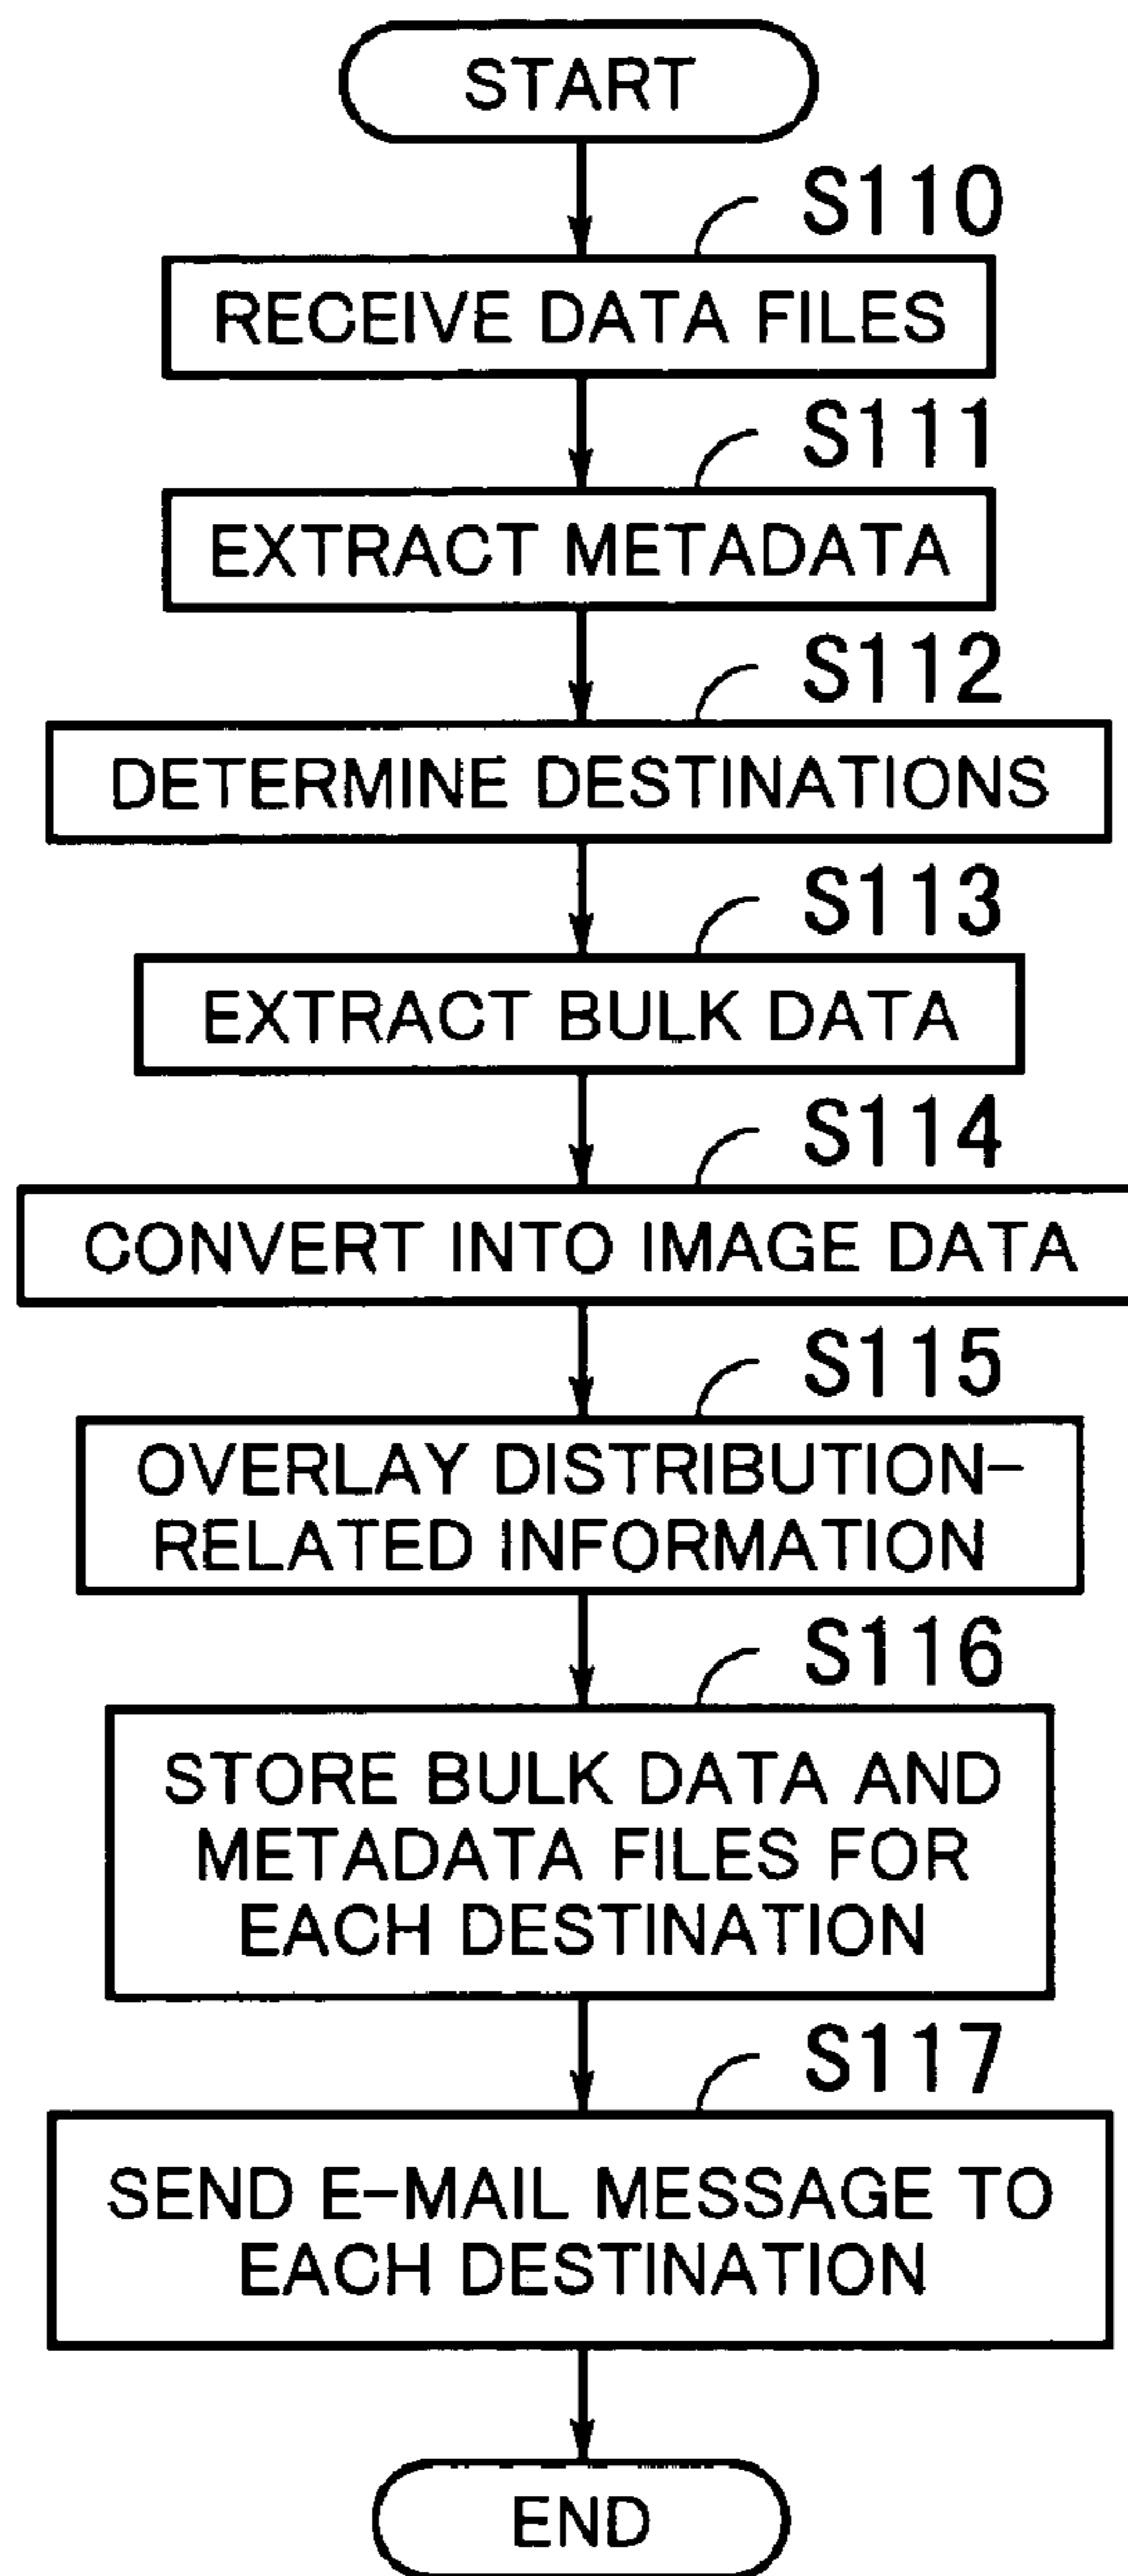 START
S110
RECEIVE DATA FILES
S111
EXTRACT METADATA
S112
DETERMINE DESTINATIONS
S113
EXTRACT BULK DATA
S114
CONVERT INTO IMAGE DATA
S115
OVERLAY DISTRIBUTION-
RELATED INFORMATION
S116
STORE BULK DATA AND
METADATA FILES FOR
EACH DESTINATION
S117
SEND E-MAIL MESSAGE TO
EACH DESTINATION
END